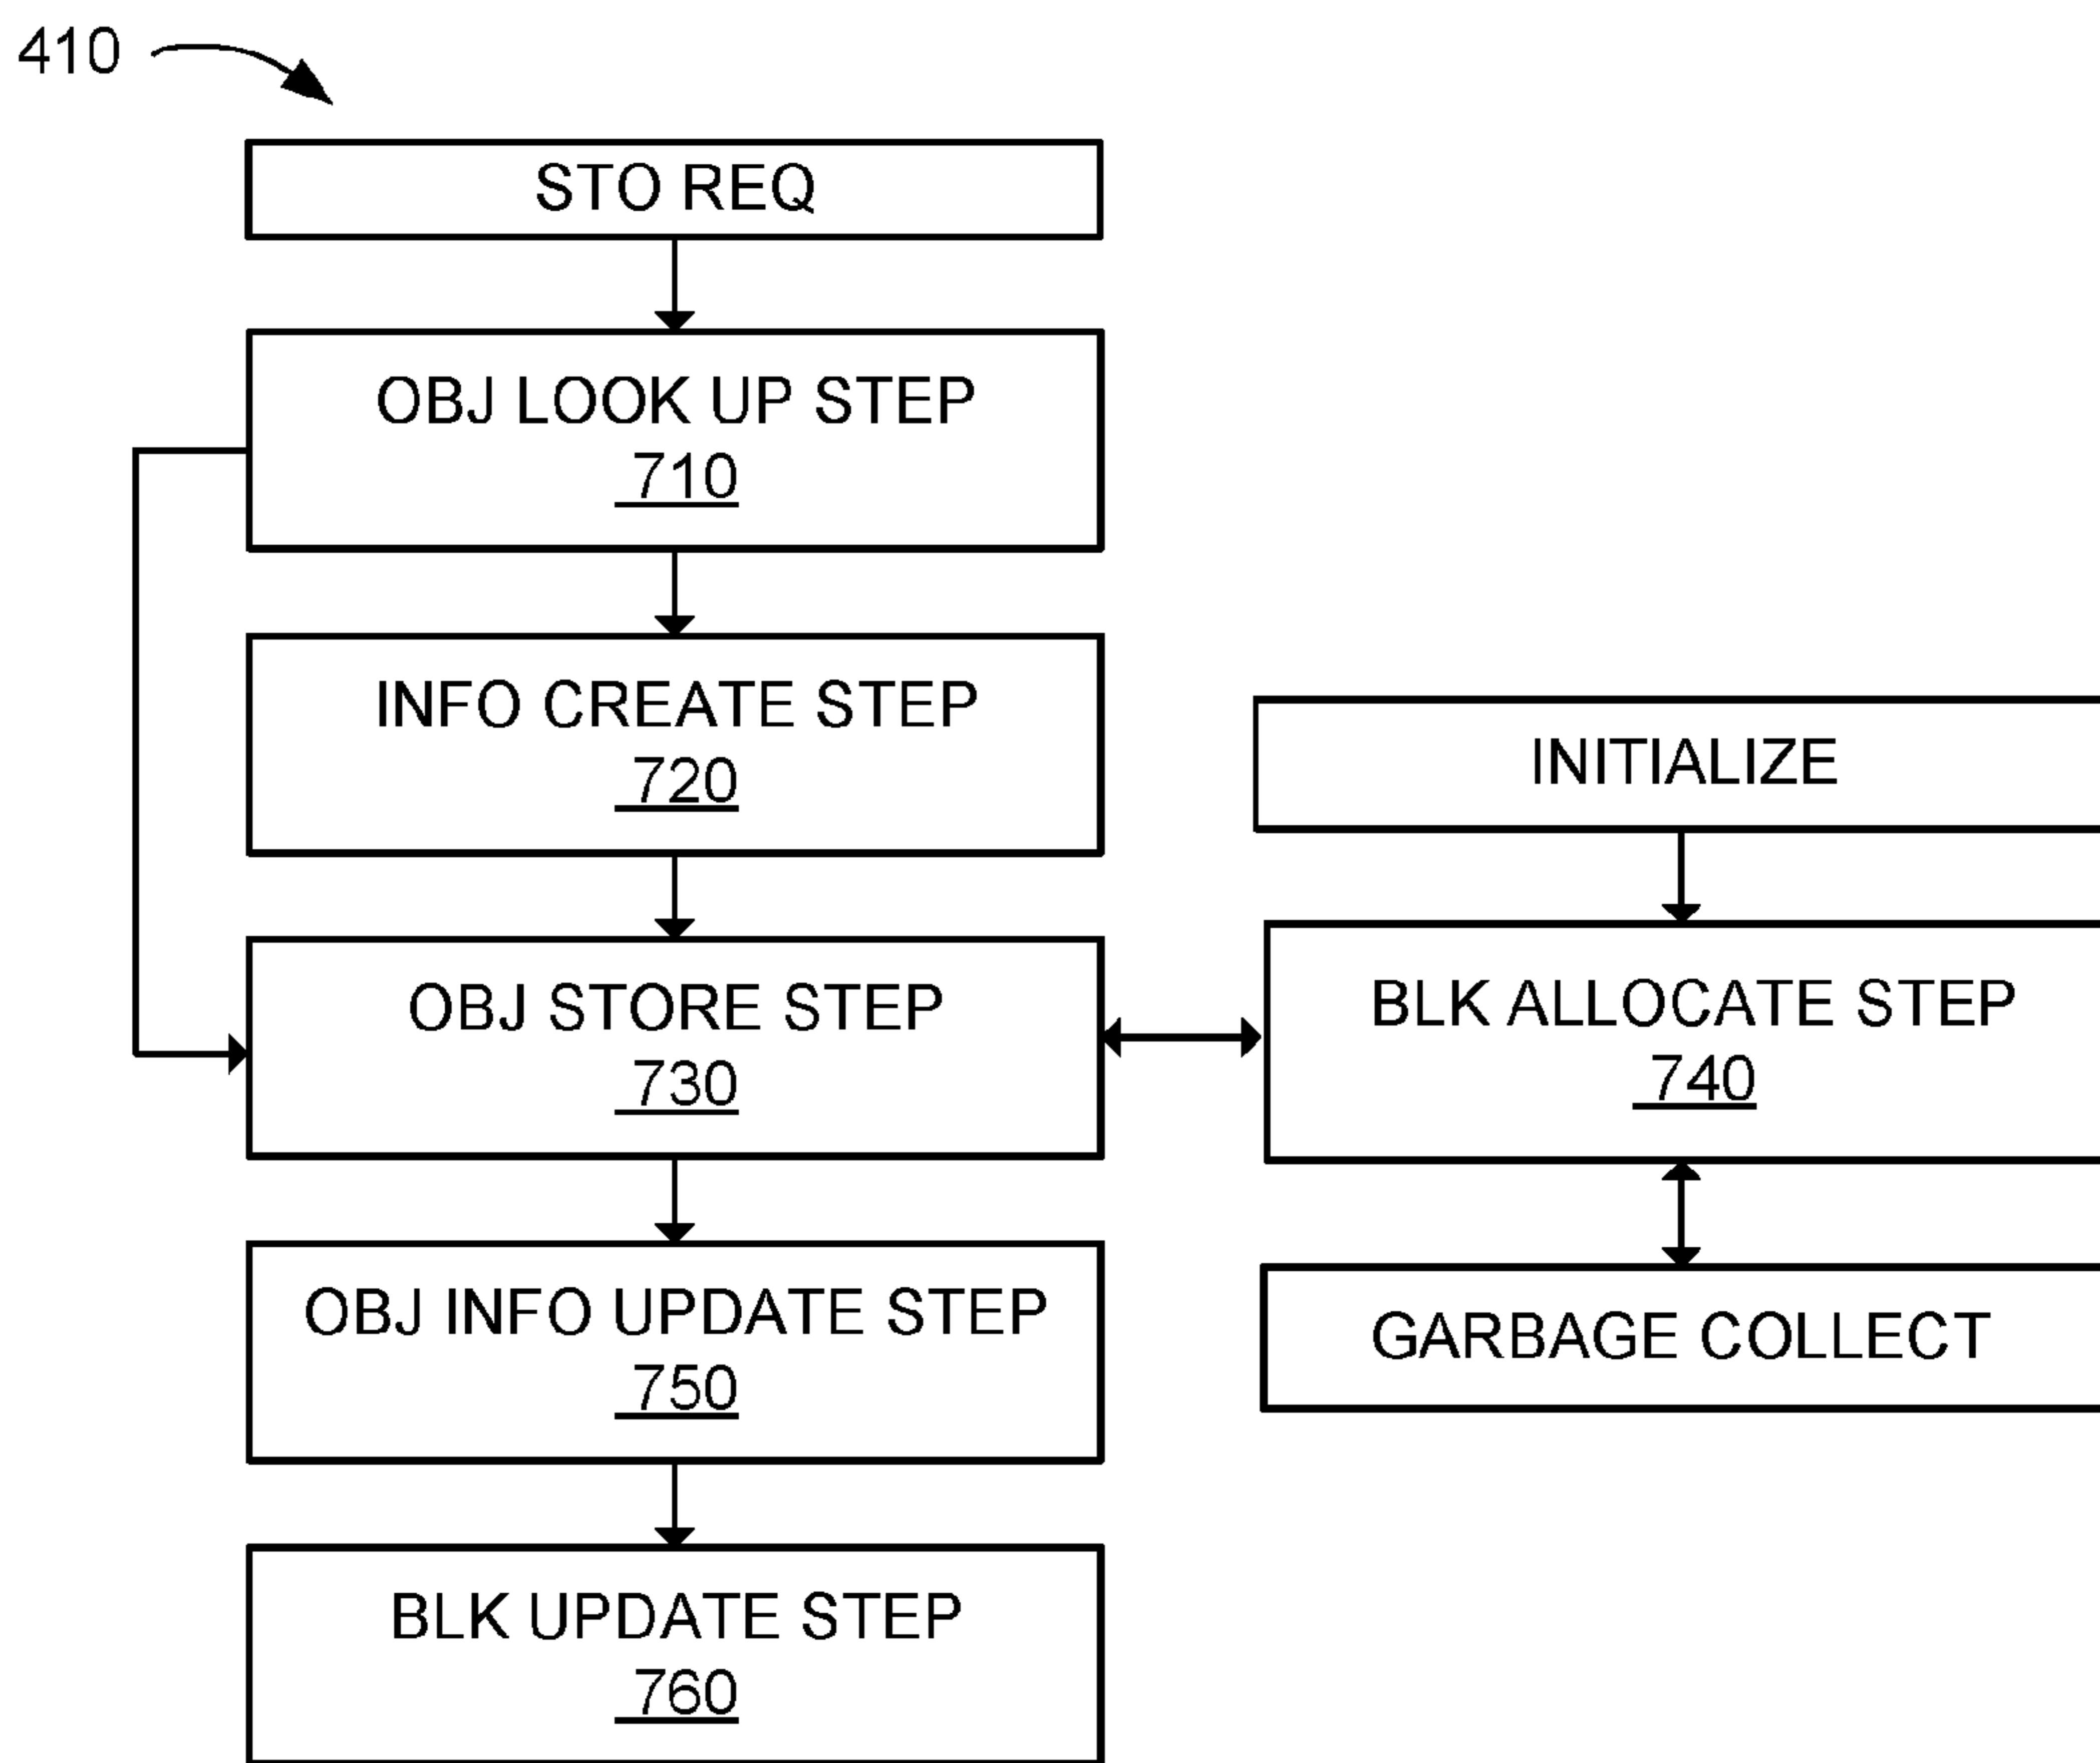 410
STO REQ
OBJ LOOK UP STEP
710
INFO CREATE STEP
720
INITIALIZE
OBJ STORE STEP
730
BLK ALLOCATE STEP
740
OBJ INFO UPDATE STEP
750
GARBAGE COLLECT
BLK UPDATE STEP
760